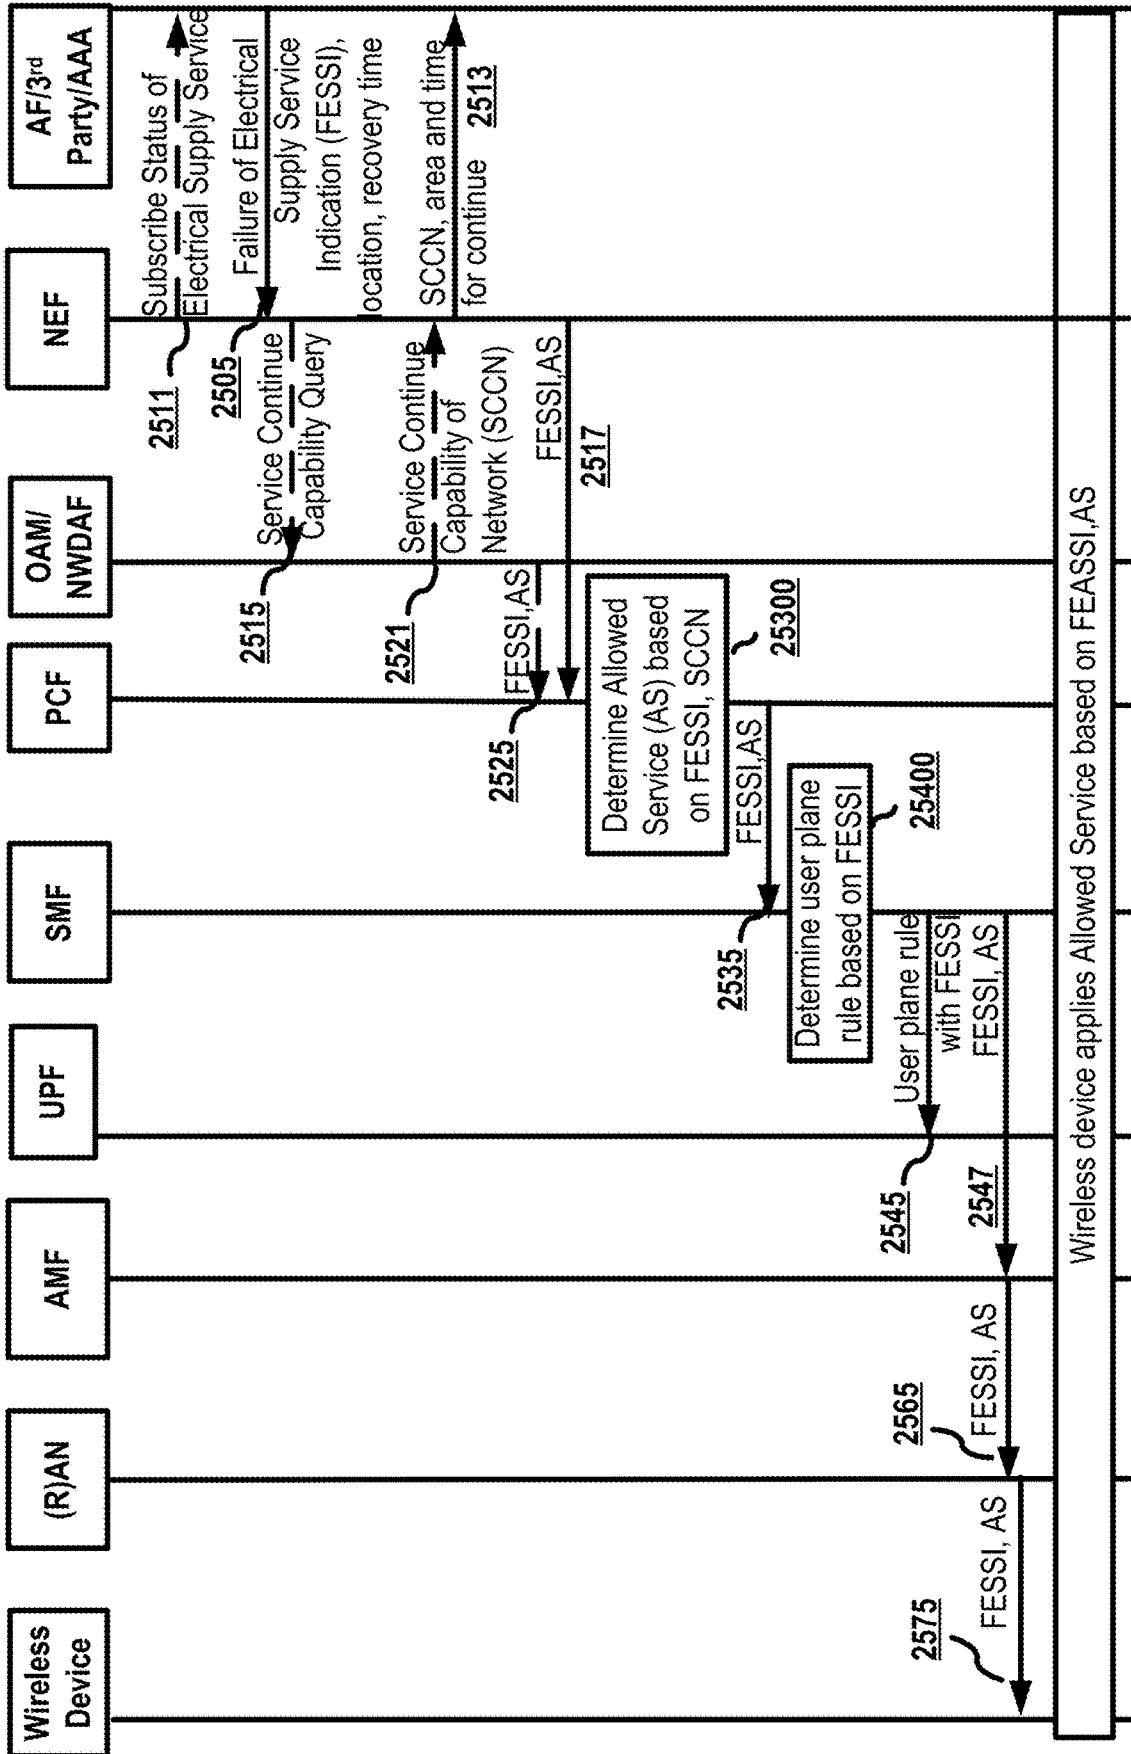 Wireless
Device
(R)AN
AMF
UPF
SMF
PCF
OAM/
NWDAF
NEF
AF/3rd
Party/AAA
Subscribe Status of
Electrical Supply Service
2511
Failure of Electrical
Supply Service
Indication (FESSI),
location, recovery time
2505
Service Continue
Capability Query
2515
Service Continue
Capability of
Network (SCCN)
2521
SCCN, area and time
for continue
2513
FESSI,AS
2525
FESSI,AS
2517
Determine Allowed
Service (AS) based
on FESSI, SCCN
25300
FESSI,AS
2535
Determine user plane
rule based on FESSI
25400
User plane rule
with FESSI
2545
FESSI, AS
2547
FESSI, AS
2565
FESSI, AS
2575
Wireless device applies Allowed Service based on FEASSI,AS